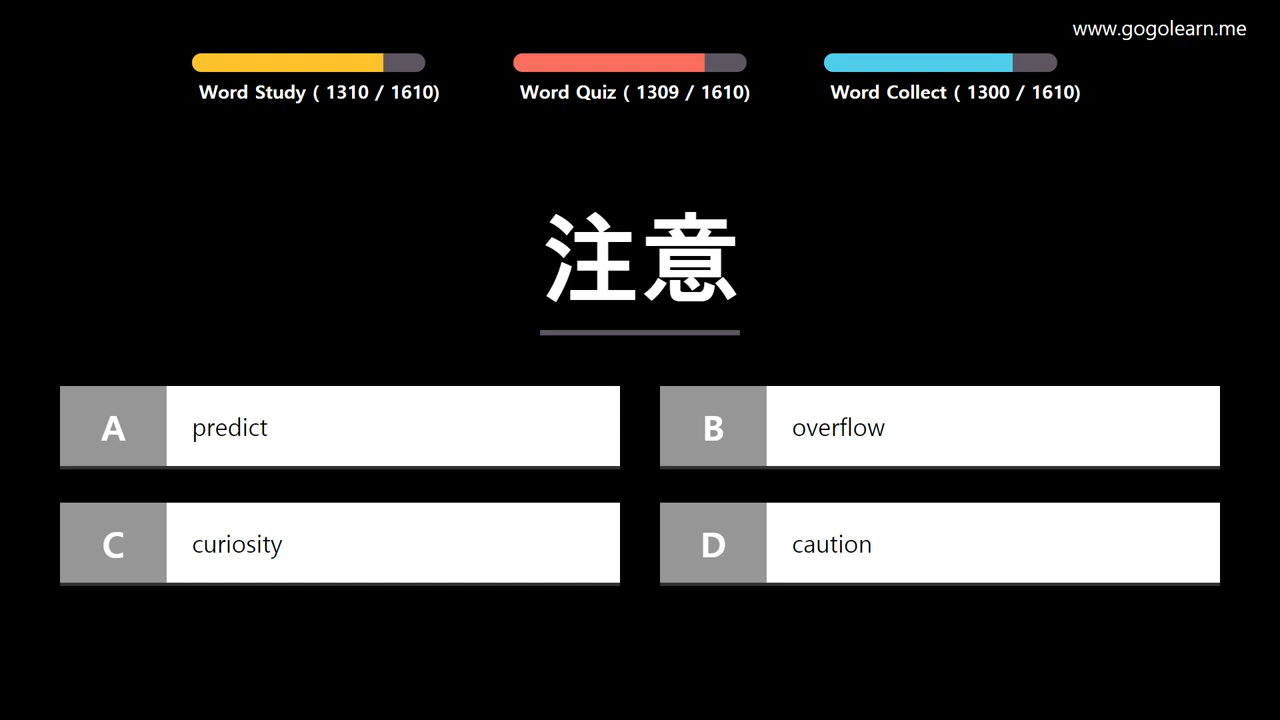 www.gogolearn.me
Word Study ( 1310 / 1610)
Word Quiz ( 1309 / 1610)
Word Collect ( 1300 / 1610)
注意
A predict
B overflow
C curiosity
D caution